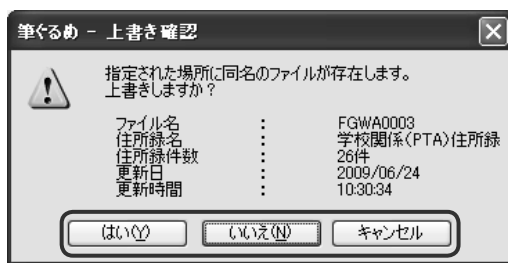 筆ぐるめ - 上書き確認
指定された場所に同名のファイルが存在します。
上書きしますか?
ファイル名 : FGWA0003
住所録名 : 学校関係(PTA)住所録
住所録件数 : 26件
更新日 : 2009/06/24
更新時間 : 10:30:34
はい(Y) いいえ(N) キャンセル